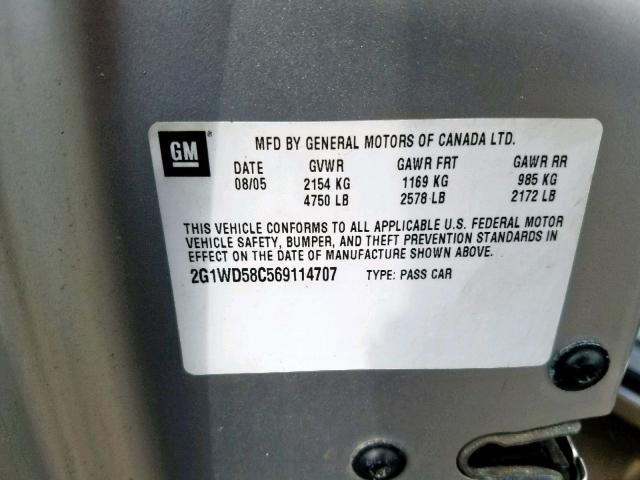 GM
MFD BY GENERAL MOTORS OF CANADA LTD.
DATE GVWR GAWR FRT GAWR RR
08/05 2154 KG 1169 KG 985 KG
4750 LB 2578 LB 2172 LB
THIS VEHICLE CONFORMS TO ALL APPLICABLE U.S. FEDERAL MOTOR
VEHICLE SAFETY, BUMPER, AND THEFT PREVENTION STANDARDS IN
EFFECT ON THE DATE OF MANUFACTURE SHOWN ABOVE.
2G1WD58C569114707 TYPE: PASS CAR